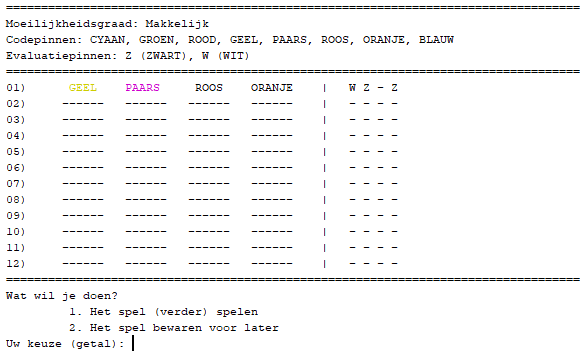 ==================================================================================
Moeilijkheidsgraad: Makkelijk
Codepinnen: CYAAN, GROEN, ROOD, GEEL, PAARS, ROOS, ORANJE, BLAUW
Evaluatiepinnen: Z (ZWART), W (WIT)
==================================================================================
01)      GEEL    PAARS     ROOS    ORANJE    |   W Z - Z
02)     ------   ------   ------   ------    |   - - - -
03)     ------   ------   ------   ------    |   - - - -
04)     ------   ------   ------   ------    |   - - - -
05)     ------   ------   ------   ------    |   - - - -
06)     ------   ------   ------   ------    |   - - - -
07)     ------   ------   ------   ------    |   - - - -
08)     ------   ------   ------   ------    |   - - - -
09)     ------   ------   ------   ------    |   - - - -
10)     ------   ------   ------   ------    |   - - - -
11)     ------   ------   ------   ------    |   - - - -
12)     ------   ------   ------   ------    |   - - - -
==================================================================================
Wat wil je doen?
1. Het spel (verder) spelen
2. Het spel bewaren voor later
Uw keuze (getal):